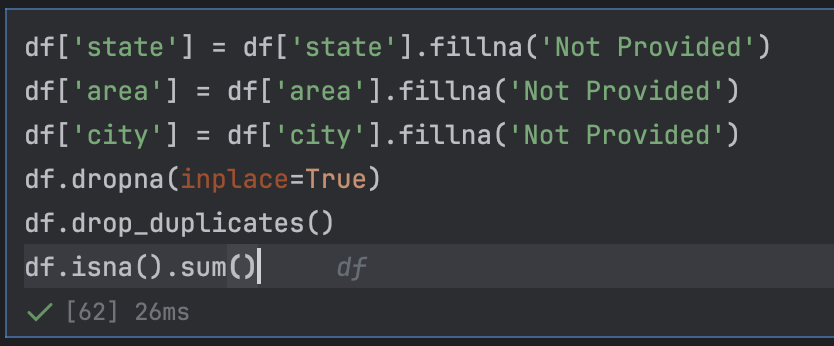 df['state'] = df['state'].fillna('Not Provided')
df['area'] = df['area'].fillna('Not Provided')
df['city'] = df['city'].fillna('Not Provided')
df.dropna(inplace=True)
df.drop_duplicates()
df.isna().sum() df
[62] 26ms